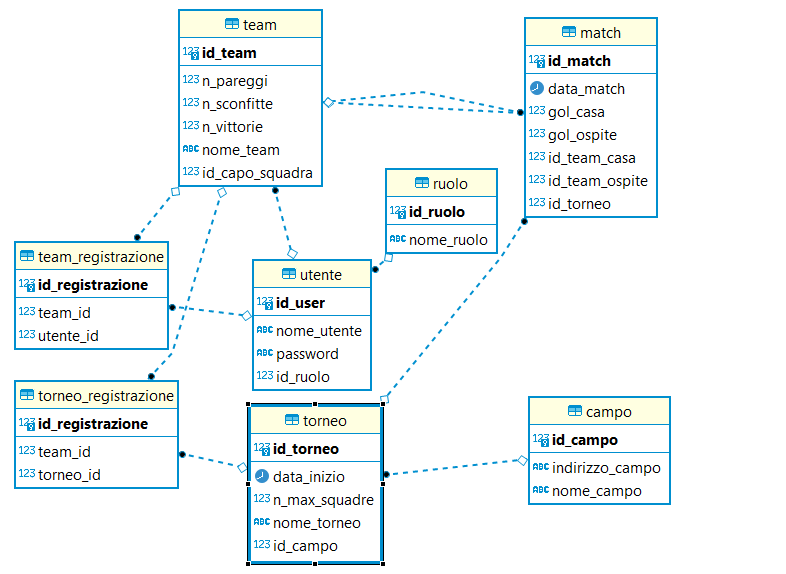 team
123 id_team
123 n_pareggi
123 n_sconfitte
123 n_vittorie
ABC nome_team
123 id_capo_squadra
match
123 id_match
data_match
123 gol_casa
123 gol_ospite
123 id_team_casa
123 id_team_ospite
123 id_torneo
ruolo
123 id_ruolo
ABC nome_ruolo
team_registrazione
123 id_registrazione
123 team_id
123 utente_id
utente
123 id_user
ABC nome_utente
ABC password
123 id_ruolo
torneo_registrazione
123 id_registrazione
123 team_id
123 torneo_id
torneo
123 id_torneo
data_inizio
123 n_max_squadre
ABC nome_torneo
123 id_campo
campo
123 id_campo
ABC indirizzo_campo
ABC nome_campo